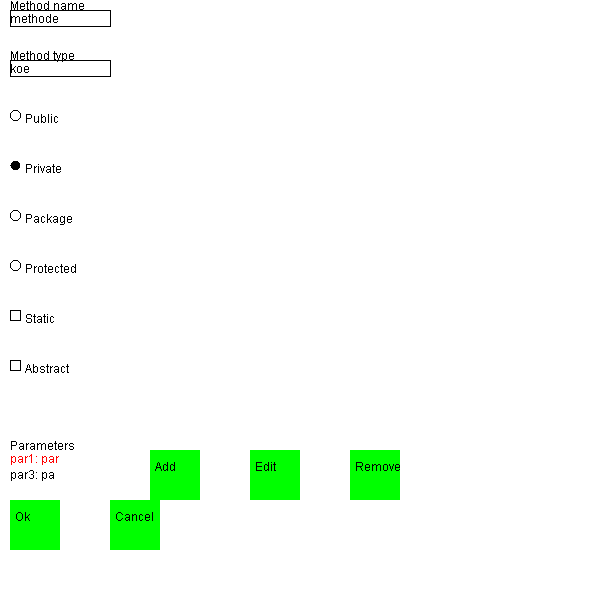 Method name
methode
Method type
koe
Public
Private
Package
Protected
Static
Abstract
Parameters
par1: par
par3: pa
Add
Edit
Remove
Ok
Cancel